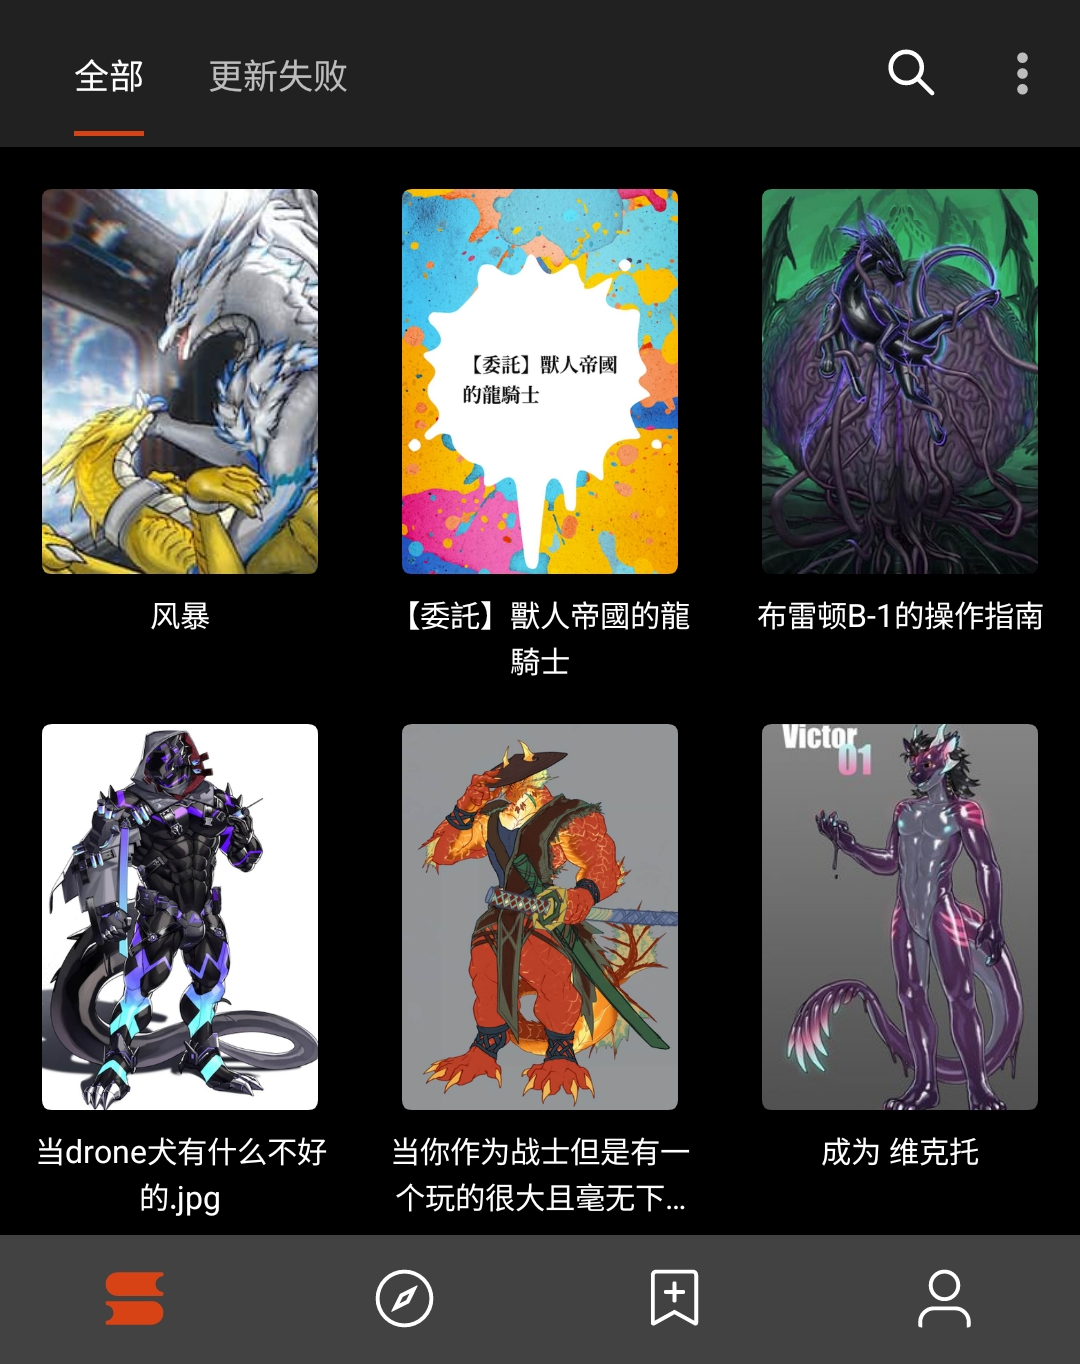 全部 更新失败
【委託】獸人帝國
的龍騎士
风暴
【委託】獸人帝國的龍
騎士
布雷顿B-1的操作指南
Victor
01
当drone犬有什么不好
的.jpg
当你作为战士但是有一
个玩的很大且毫无下...
成为 维克托